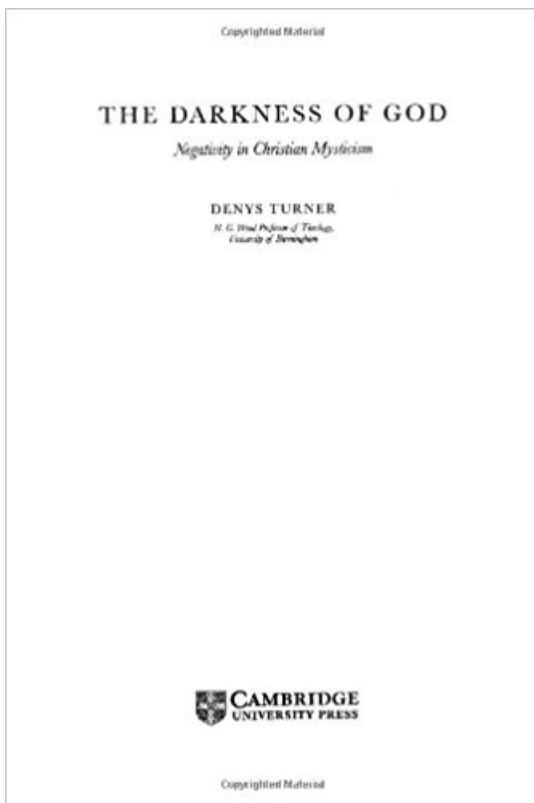 Copyrighted Material
THE DARKNESS OF GOD
Negativity in Christian Mysticism
DENYS TURNER
H. G. Wood Professor of Theology,
University of Birmingham
CAMBRIDGE
UNIVERSITY PRESS
Copyrighted Material